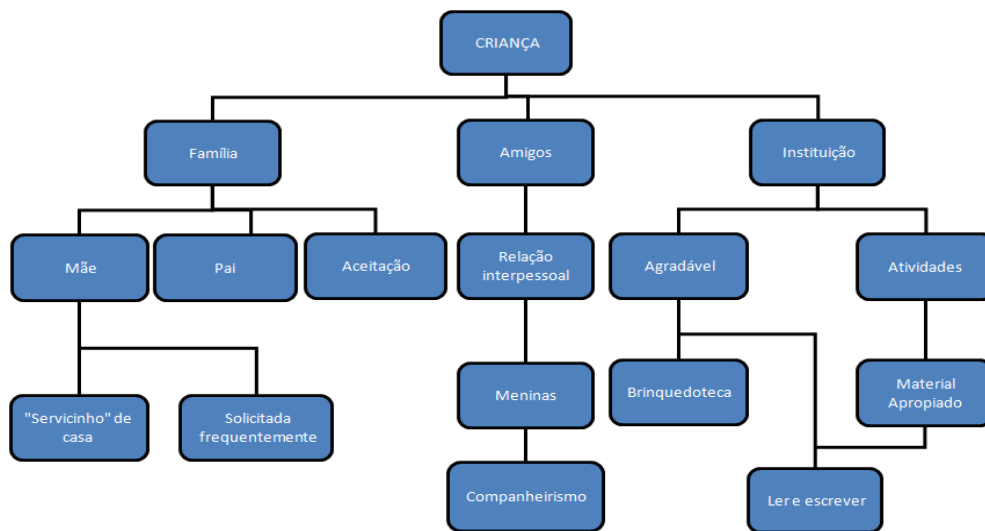 CRIANÇA
Família
Amigos
Instituição
Mãe
Pai
Aceitação
Relação
interpessoal
Agradável
Atividades
"Servicinho" de
casa
Solicitada
frequentemente
Meninas
Brinquedoteca
Material
Apropiado
Companheirismo
Ler e escrever